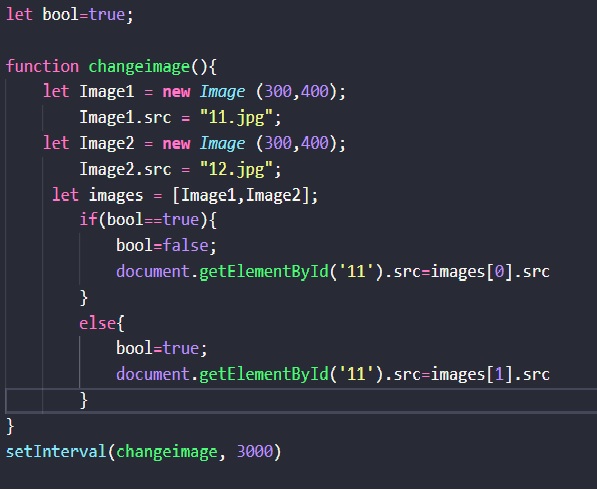 let bool=true;
function changeimage(){
let Image1 = new Image (300,400);
Image1.src = "11.jpg";
let Image2 = new Image (300,400);
Image2.src = "12.jpg";
let images = [Image1,Image2];
if(bool==true){
bool=false;
document.getElementById('11').src=images[0].src
}
else{
bool=true;
document.getElementById('11').src=images[1].src
}
}
setInterval(changeimage, 3000)